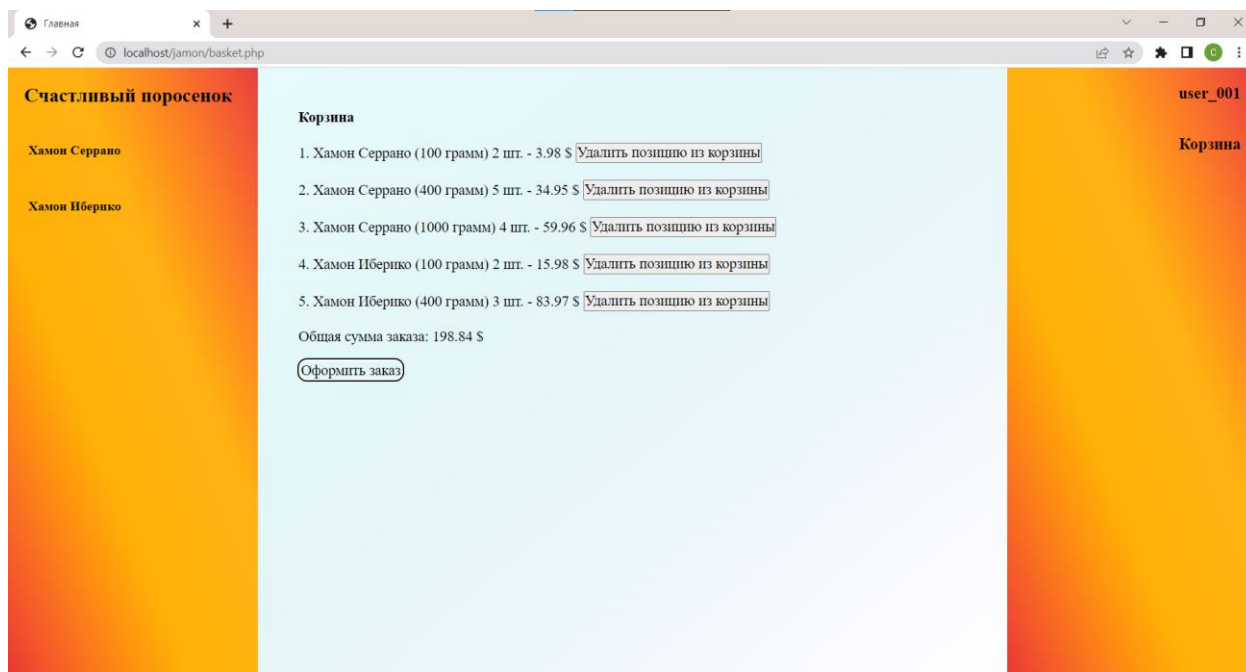 Главная
localhost/jamon/basket.php
C
Счастливый поросенок
user_001
Корзина
Корзина
Хамон Серрано
1. Хамон Серрано (100 грамм) 2 шт. - 3.98 $ Удалить позицию из корзины
2. Хамон Серрано (400 грамм) 5 шт. - 34.95 $ Удалить позицию из корзины
Хамон Иберико
3. Хамон Серрано (1000 грамм) 4 шт. - 59.96 $ Удалить позицию из корзины
4. Хамон Иберико (100 грамм) 2 шт. - 15.98 $ Удалить позицию из корзины
5. Хамон Иберико (400 грамм) 3 шт. - 83.97 $ Удалить позицию из корзины
Общая сумма заказа: 198.84 $
Оформить заказ